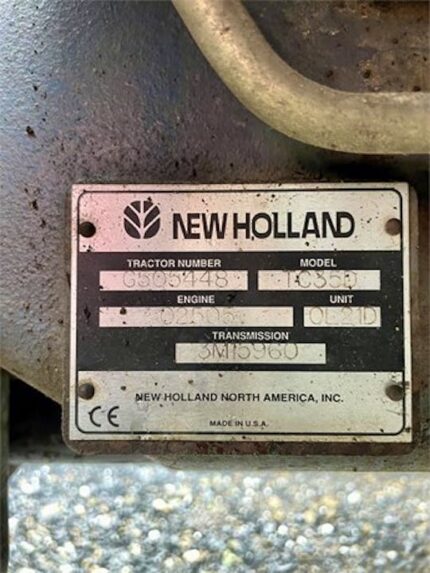 NEW HOLLAND
TRACTOR NUMBER MODEL
G505448 TC35D
ENGINE UNIT
OL21D
TRANSMISSION
3M15960
NEW HOLLAND NORTH AMERICA, INC.
CE
MADE IN U.S.A.